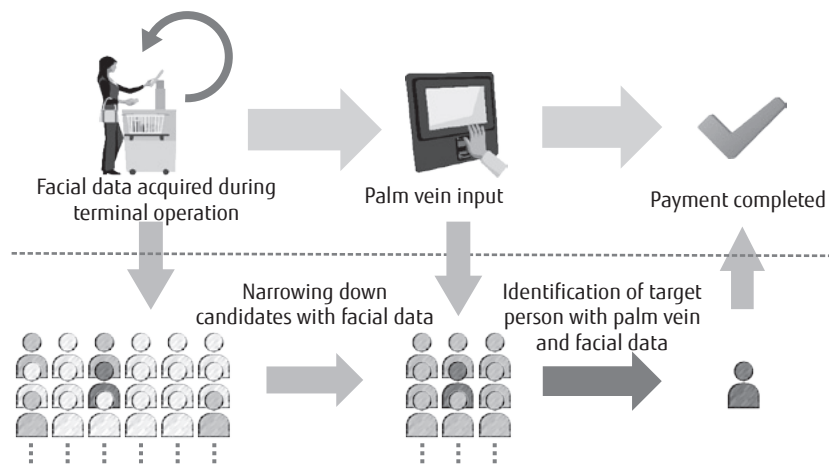 Facial data acquired during
terminal operation
Palm vein input
Payment completed
Narrowing down
candidates with facial data
Identification of target
person with palm vein
and facial data